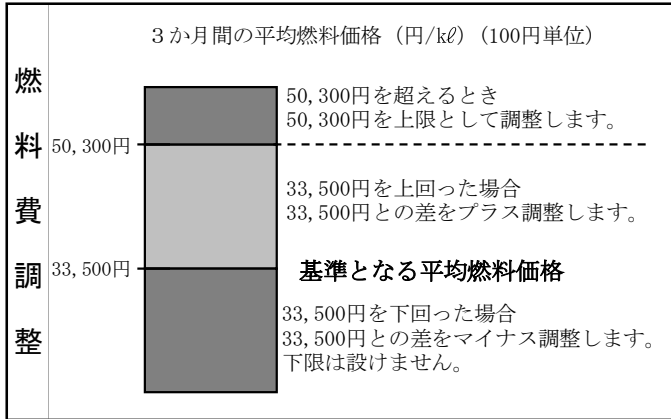 燃料費調整
3か月間の平均燃料価格（円/kℓ）（100円単位）
50,300円を超えるとき
50,300円を上限として調整します。
50,300円
33,500円を上回った場合
33,500円との差をプラス調整します。
33,500円
基準となる平均燃料価格
33,500円を下回った場合
33,500円との差をマイナス調整します。
下限は設けません。